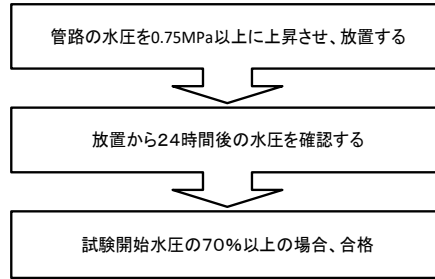 管路の水圧を0.75MPa以上に上昇させ、放置する
放置から２４時間後の水圧を確認する
試験開始水圧の７０％以上の場合、合格